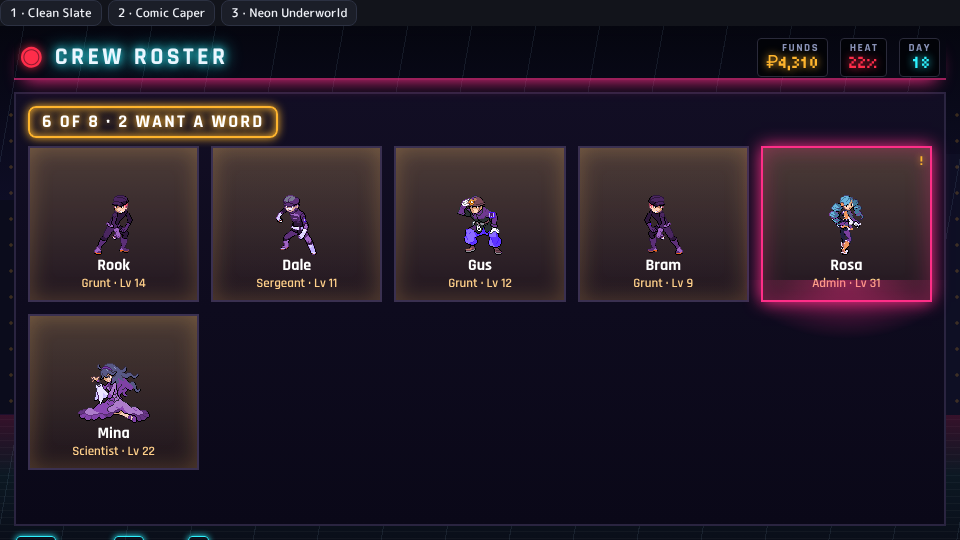 1 · Clean Slate
2 · Comic Caper
3 · Neon Underworld
CREW ROSTER
FUNDS
₽4,310
HEAT
22%
DAY
18
6 OF 8 · 2 WANT A WORD
Rook
Grunt · Lv 14
Dale
Sergeant · Lv 11
Gus
Grunt · Lv 12
Bram
Grunt · Lv 9
!
Rosa
Admin · Lv 31
Mina
Scientist · Lv 22